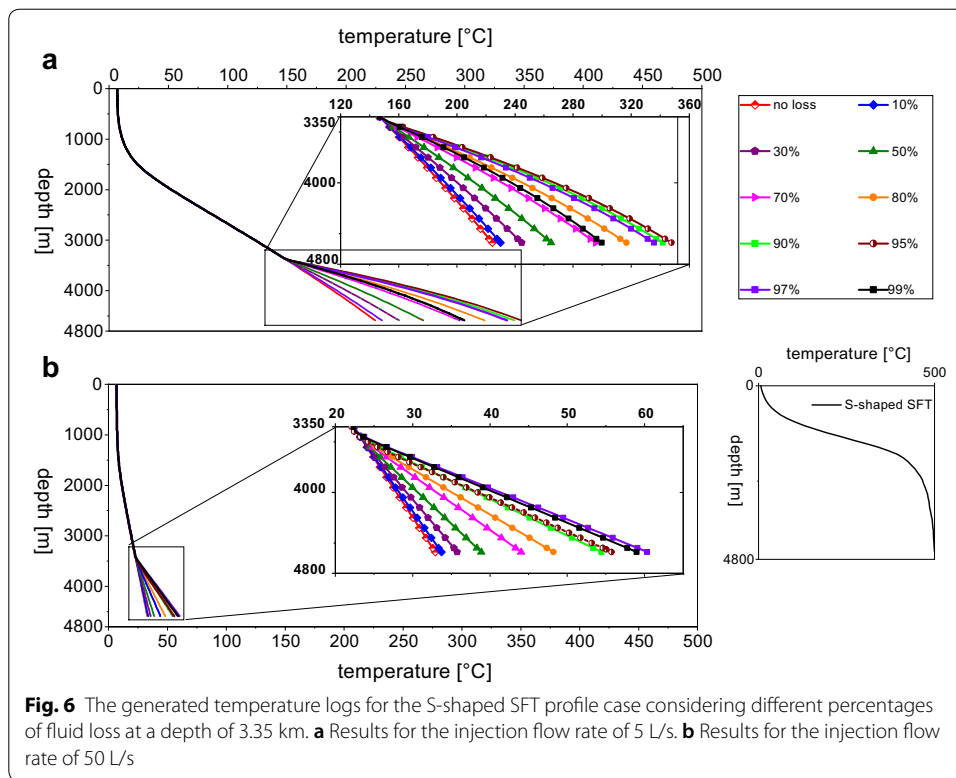 temperature [°C]
a
0 50 100 150 200 250 300 350 400 450 500
0
1000
2000
3000
4000
4800
depth [m]
120 160 200 240 280 320 360
3350
4000
4800
no loss 10%
30% 50%
70% 80%
90% 95%
97% 99%
b
0
1000
2000
3000
4000
4800
depth [m]
20 30 40 50 60
3350
4000
4800
0 50 100 150 200 250 300 350 400 450 500
temperature [°C]
temperature [°C]
0 500
0
S-shaped SFT
depth [m]
4800
Fig. 6 The generated temperature logs for the S-shaped SFT profile case considering different percentages
of fluid loss at a depth of 3.35 km. a Results for the injection flow rate of 5 L/s. b Results for the injection flow
rate of 50 L/s